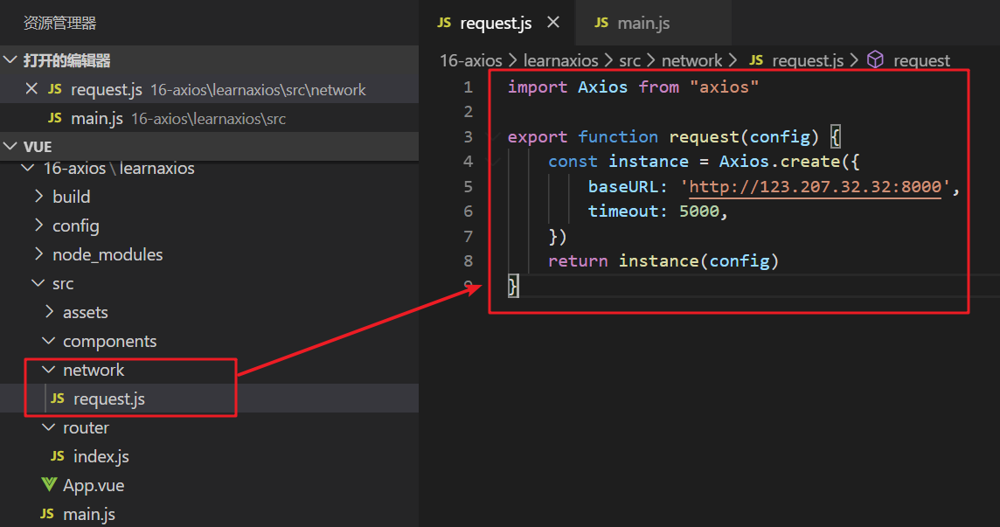 资源管理器
打开的编辑器
JS request.js 16-axios\learnaxios\src\network
JS main.js 16-axios\learnaxios\src
VUE
16-axios \ learnaxios
build
config
node_modules
src
assets
components
network
JS request.js
router
JS index.js
App.vue
JS main.js
JS request.js
JS main.js
16-axios > learnaxios > src > network > JS request.js > request
1 import Axios from "axios"
2
3 export function request(config) {
4 const instance = Axios.create({
5 baseURL: 'http://123.207.32.32:8000',
6 timeout: 5000,
7 })
8 return instance(config)
9 }